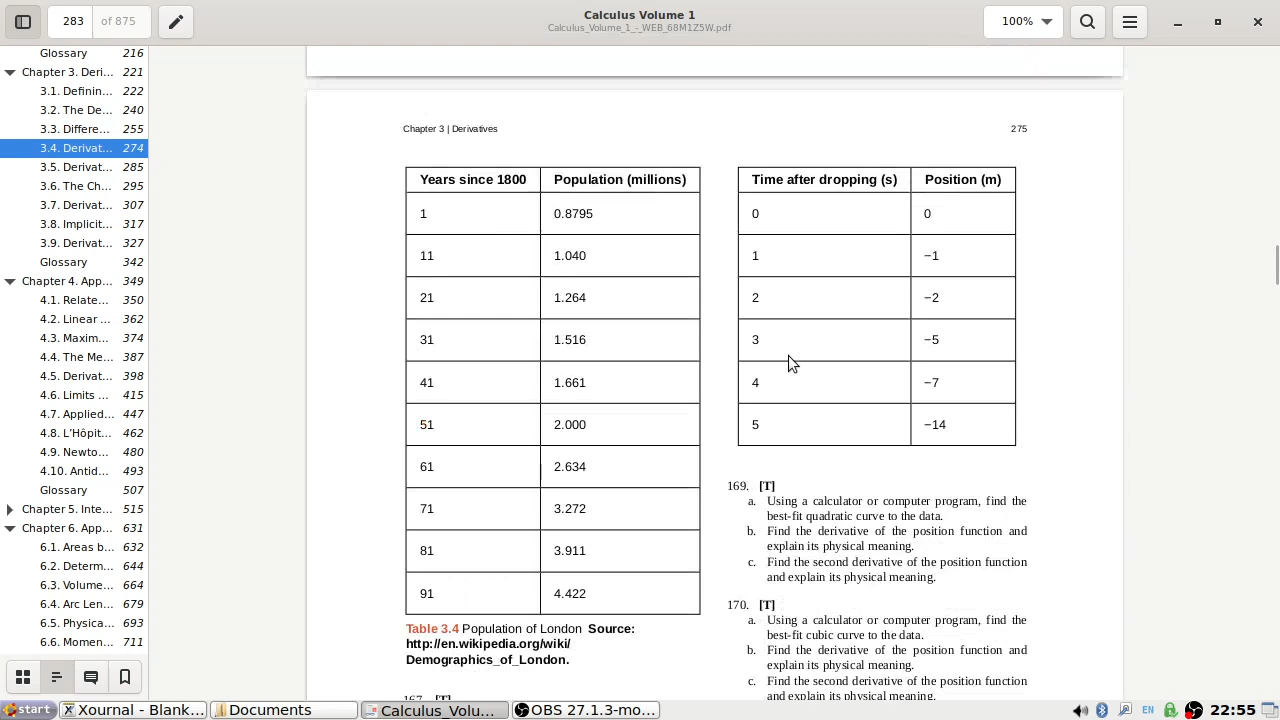 283 of 875
Calculus Volume 1
Calculus_Volume_1_-_WEB_68M1Z5W.pdf
100%
Glossary 216
Chapter 3. Deri... 221
3.1. Definin... 222
3.2. The De... 240
3.3. Differe... 255
3.4. Derivat... 274
3.5. Derivat... 285
3.6. The Ch... 295
3.7. Derivat... 307
3.8. Implicit... 317
3.9. Derivat... 327
Glossary 342
Chapter 4. App... 349
4.1. Relate... 350
4.2. Linear ... 362
4.3. Maxim... 374
4.4. The Me... 387
4.5. Derivat... 398
4.6. Limits ... 415
4.7. Applied... 447
4.8. L'Hôpit... 462
4.9. Newto... 480
4.10. Antid... 493
Glossary 507
Chapter 5. Inte... 515
Chapter 6. App... 631
6.1. Areas b... 632
6.2. Determ... 644
6.3. Volume... 664
6.4. Arc Len... 679
6.5. Physica... 693
6.6. Momen... 711
Chapter 3 | Derivatives 275
Years since 1800 Population (millions)
1 0.8795
11 1.040
21 1.264
31 1.516
41 1.661
51 2.000
61 2.634
71 3.272
81 3.911
91 4.422
Table 3.4 Population of London Source:
http://en.wikipedia.org/wiki/
Demographics_of_London.
167. [T]
Time after dropping (s) Position (m)
0 0
1 −1
2 −2
3 −5
4 −7
5 −14
169. [T]
a. Using a calculator or computer program, find the
best-fit quadratic curve to the data.
b. Find the derivative of the position function and
explain its physical meaning.
c. Find the second derivative of the position function
and explain its physical meaning.
170. [T]
a. Using a calculator or computer program, find the
best-fit cubic curve to the data.
b. Find the derivative of the position function and
explain its physical meaning.
c. Find the second derivative of the position function
and explain its physical meaning.
start Xournal - Blank... Documents Calculus_Volu... OBS 27.1.3-mo... EN 22:55